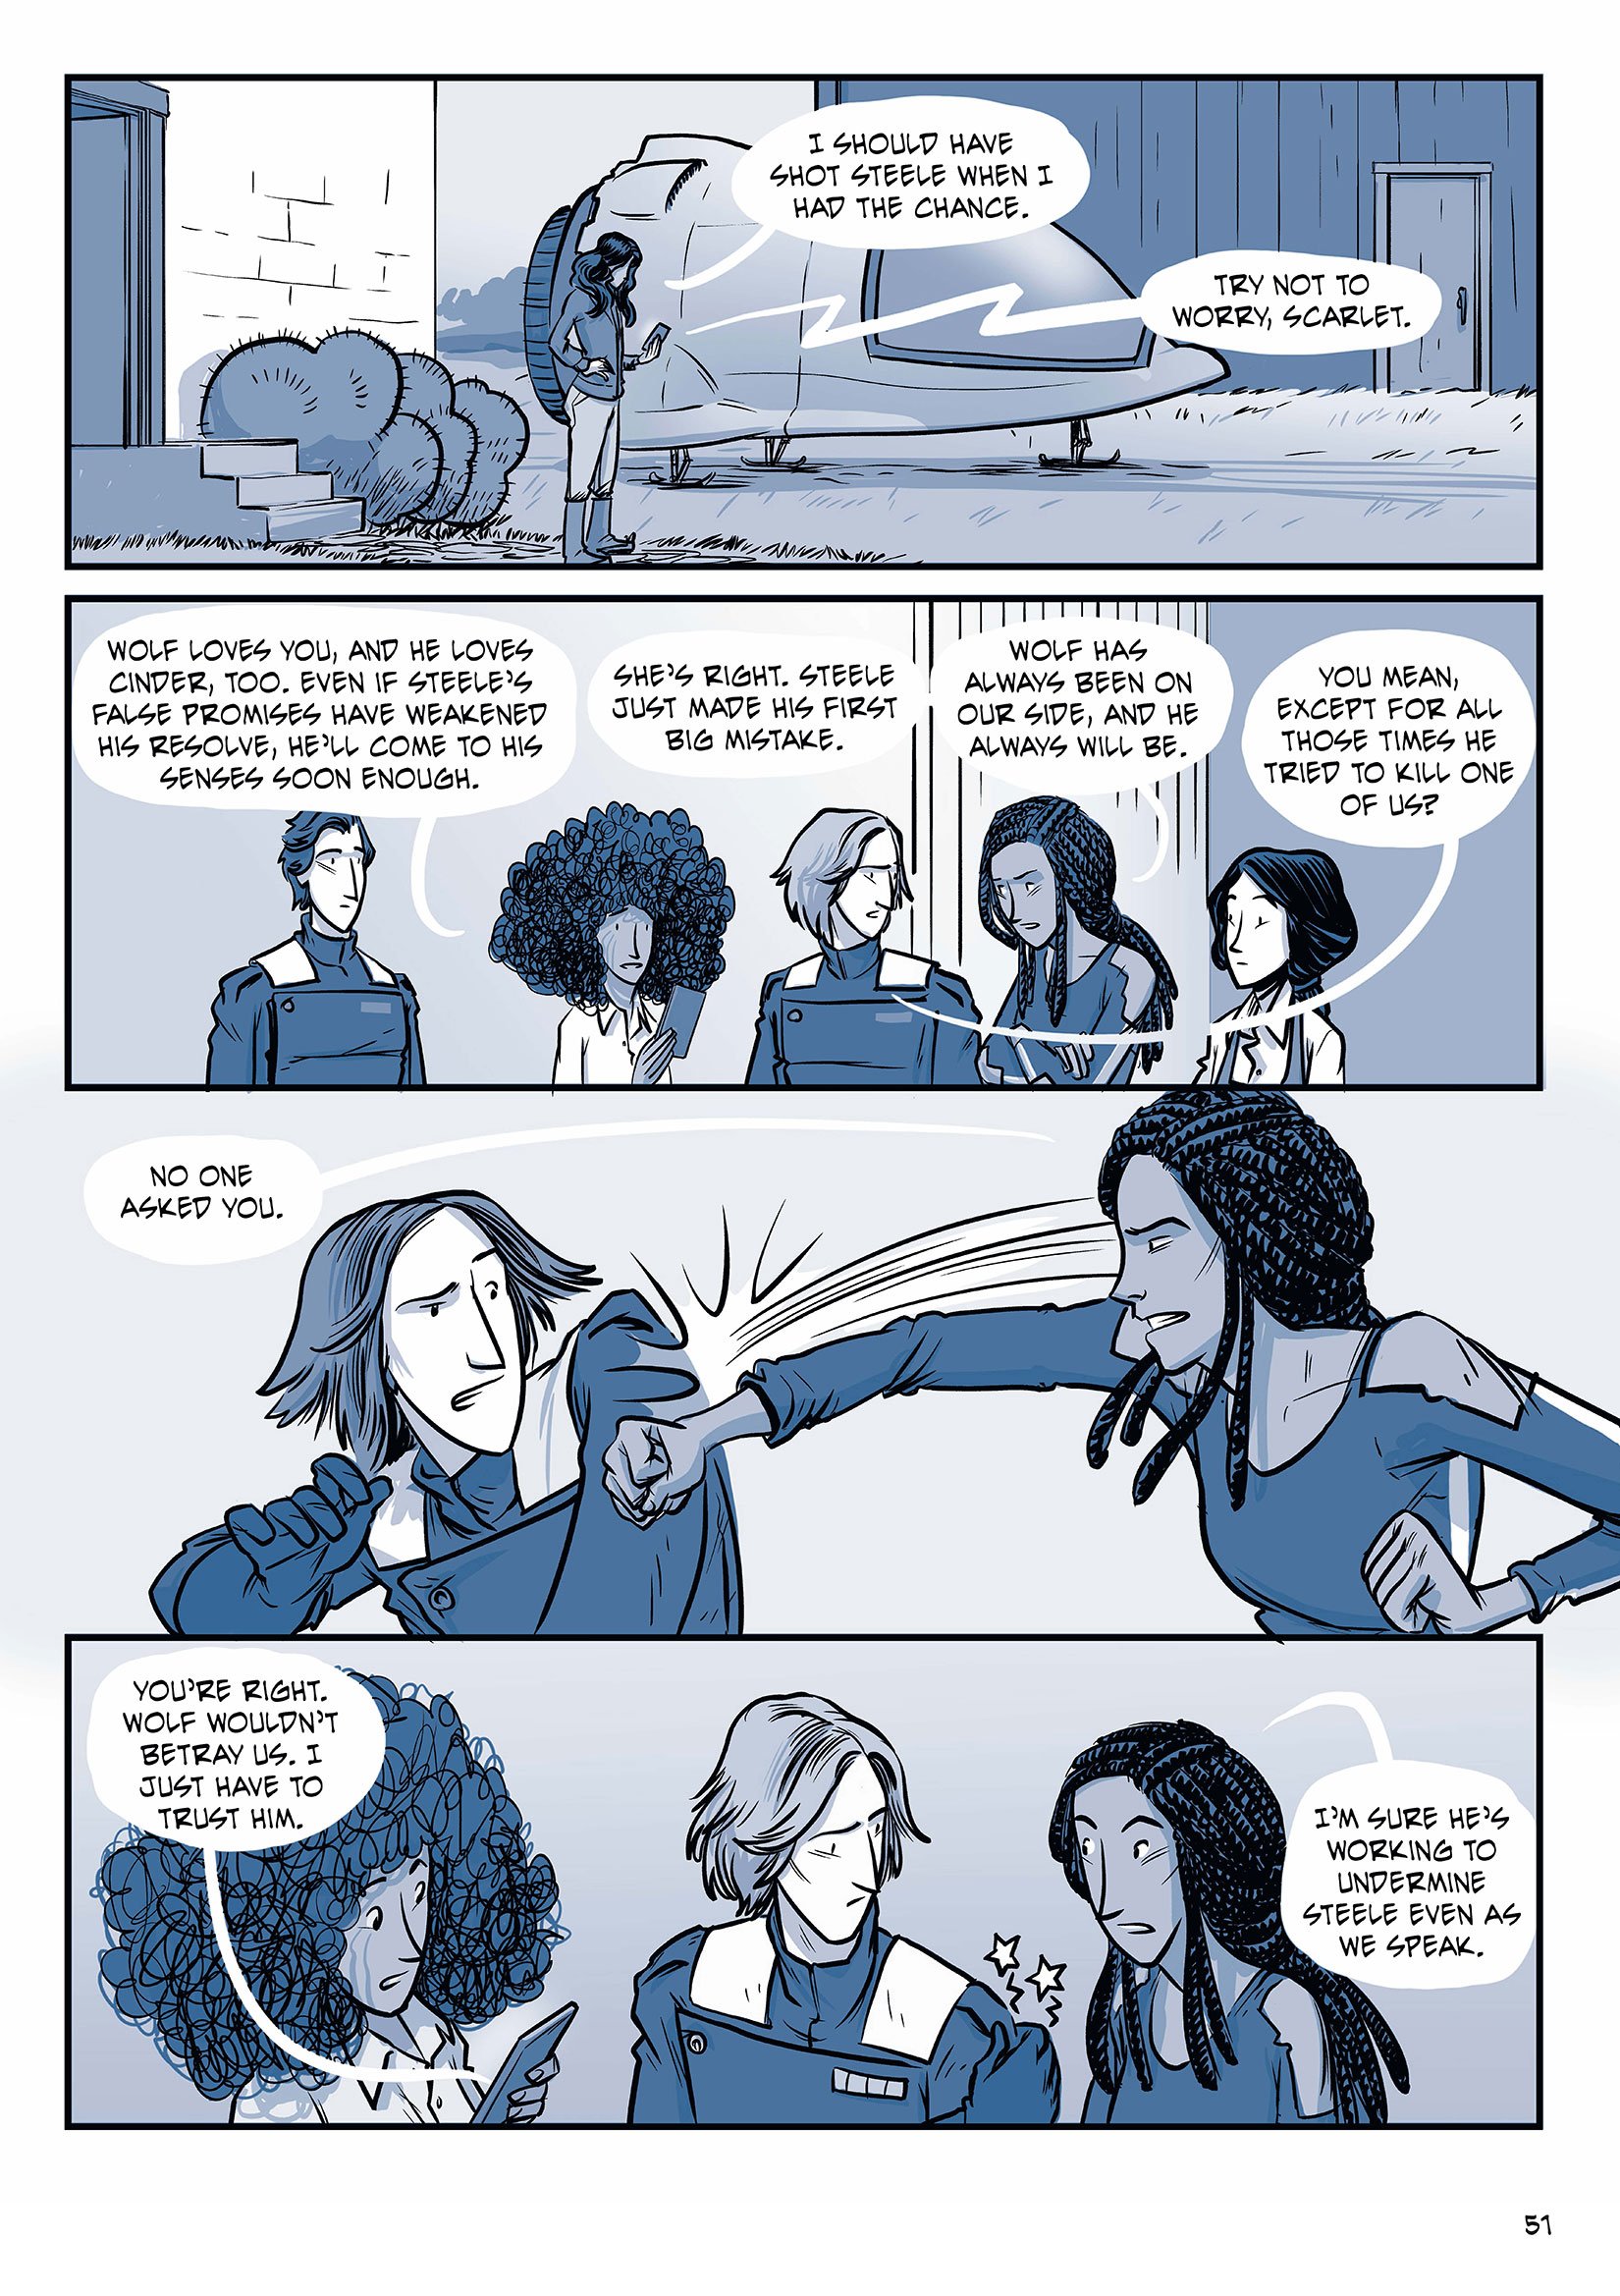 I SHOULD HAVE
SHOT STEELE WHEN I
HAD THE CHANCE.
TRY NOT TO
WORRY, SCARLET.
WOLF LOVES YOU, AND HE LOVES
CINDER, TOO. EVEN IF STEELE'S
FALSE PROMISES HAVE WEAKENED
HIS RESOLVE, HE'LL COME TO HIS
SENSES SOON ENOUGH.
SHE'S RIGHT. STEELE
JUST MADE HIS FIRST
BIG MISTAKE.
WOLF HAS
ALWAYS BEEN ON
OUR SIDE, AND HE
ALWAYS WILL BE.
YOU MEAN,
EXCEPT FOR ALL
THOSE TIMES HE
TRIED TO KILL ONE
OF US?
NO ONE
ASKED YOU.
YOU'RE RIGHT.
WOLF WOULDN'T
BETRAY US. I
JUST HAVE TO
TRUST HIM.
I'M SURE HE'S
WORKING TO
UNDERMINE
STEELE EVEN AS
WE SPEAK.
51